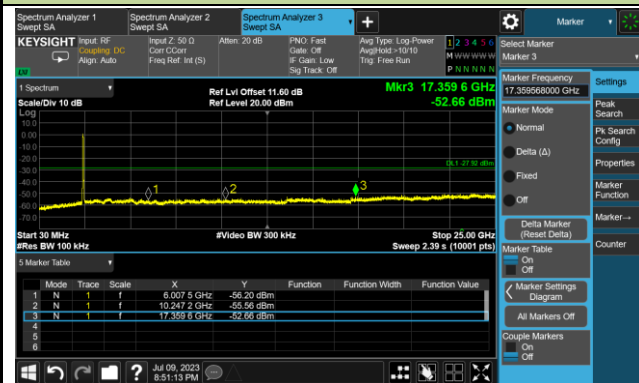 Spectrum Analyzer 1
Swept SA
Spectrum Analyzer 2
Swept SA
Spectrum Analyzer 3
Swept SA
Marker
KEYSIGHT
Input: RF
Coupling: DC
Align: Auto
Input Z: 50 Ω
Corr CCorr
Freq Ref: Int (S)
Atten: 20 dB
PNO: Fast
Gate: Off
IF Gain: Low
Sig Track: Off
Avg Type: Log-Power
Avg|Hold:>10/10
Trig: Free Run
1 2 3 4 5 6
M W W W W W
P N N N N N
Select Marker
Marker 3
1 Spectrum
Scale/Div 10 dB
Log
Ref Lvl Offset 11.60 dB
Ref Level 20.00 dBm
Mkr3 17.359 6 GHz
-52.66 dBm
10.0
0.00
-10.0
-20.0
-30.0
-40.0
-50.0
-60.0
-70.0
DL1 -27.92 dBm
1
2
3
Start 30 MHz
#Res BW 100 kHz
#Video BW 300 kHz
Stop 25.00 GHz
Sweep 2.39 s (10001 pts)
5 Marker Table
Mode Trace Scale X Y Function Function Width Function Value
1 N 1 f 6.007 5 GHz -56.20 dBm
2 N 1 f 10.247 2 GHz -55.56 dBm
3 N 1 f 17.359 6 GHz -52.66 dBm
4
5
6
Marker Frequency
17.359568000 GHz
Marker Mode
Normal
Delta (Δ)
Fixed
Off
Delta Marker
(Reset Delta)
Marker Table
On
Off
Marker Settings
Diagram
All Markers Off
Couple Markers
On
Off
Settings
Peak
Search
Pk Search
Config
Properties
Marker
Function
Marker→
Counter
Jul 09, 2023
8:51:13 PM